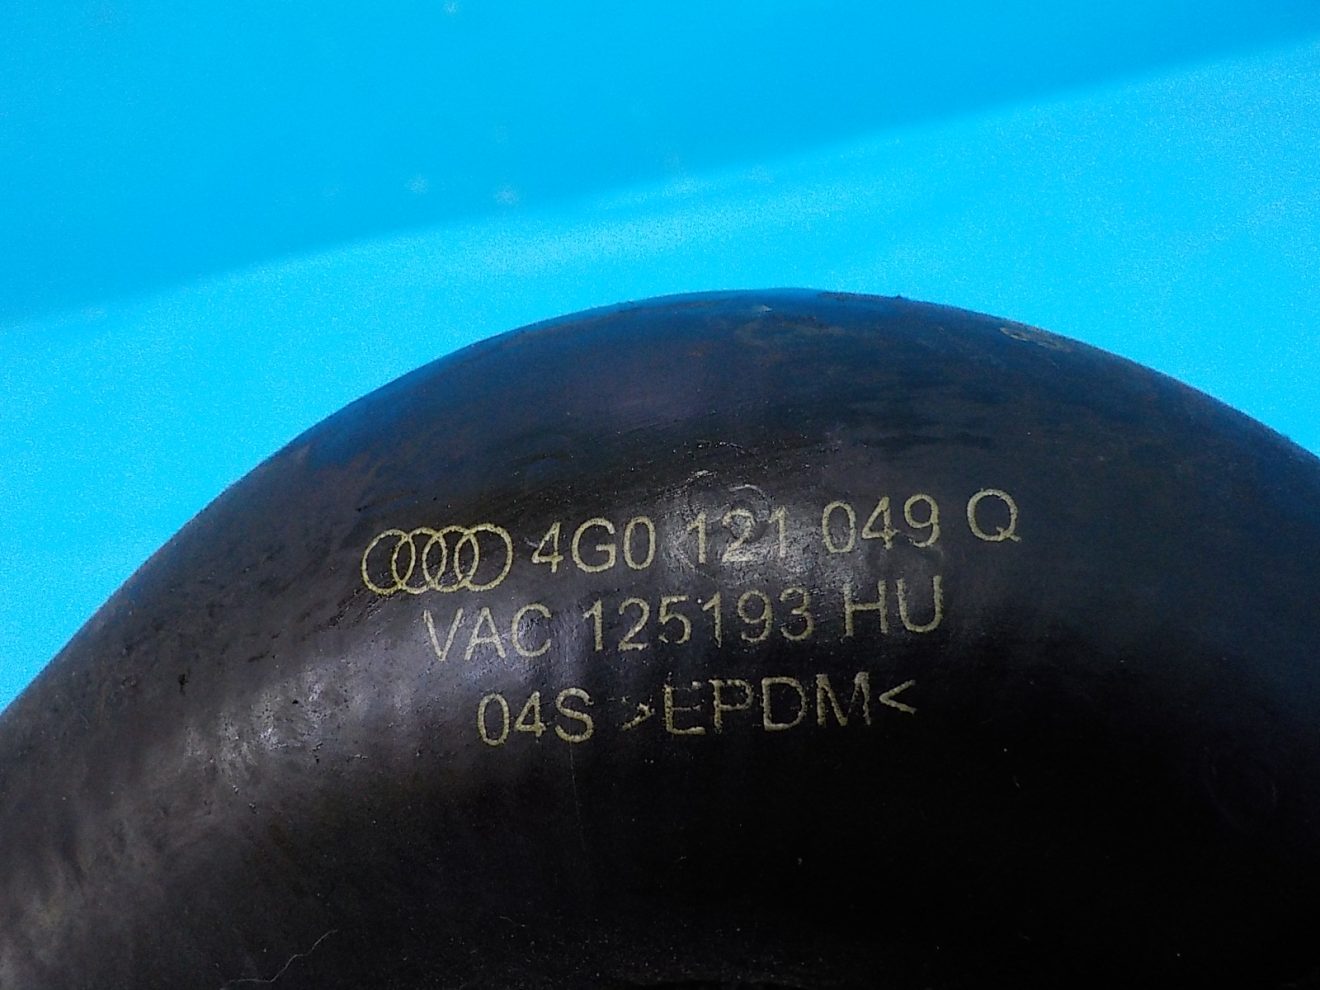 4G0 121 049 Q
VAC 125193 HU
04S >EPDM<